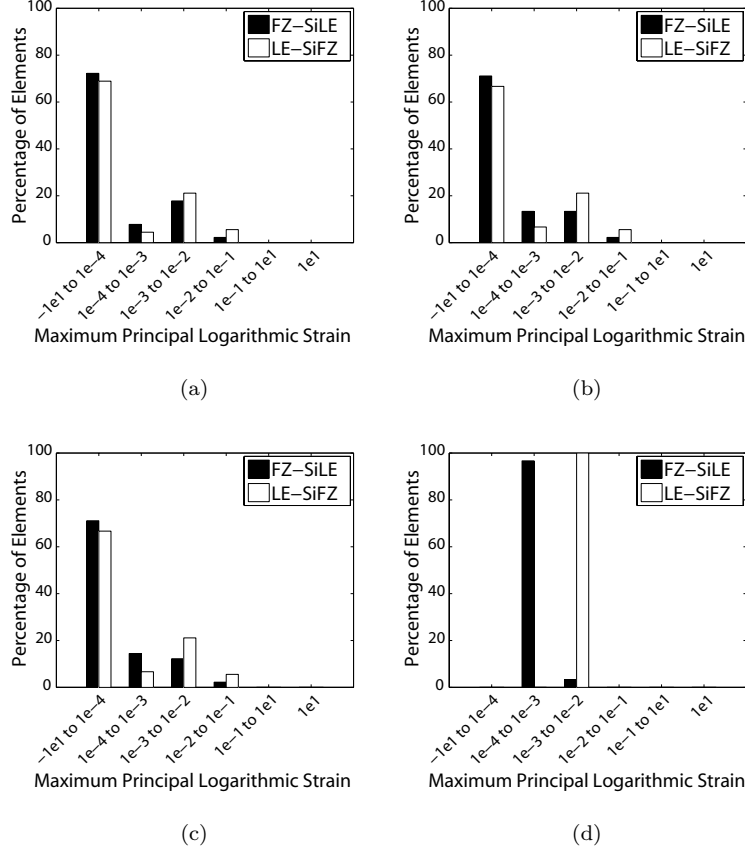 100
80
60
40
20
0
Percentage of Elements
FZ−SiLE
LE−SiFZ
−1e1 to 1e−4
1e−4 to 1e−3
1e−3 to 1e−2
1e−2 to 1e−1
1e−1 to 1e1
1e1
Maximum Principal Logarithmic Strain
(a)
100
80
60
40
20
0
Percentage of Elements
FZ−SiLE
LE−SiFZ
−1e1 to 1e−4
1e−4 to 1e−3
1e−3 to 1e−2
1e−2 to 1e−1
1e−1 to 1e1
1e1
Maximum Principal Logarithmic Strain
(b)
100
80
60
40
20
0
Percentage of Elements
FZ−SiLE
LE−SiFZ
−1e1 to 1e−4
1e−4 to 1e−3
1e−3 to 1e−2
1e−2 to 1e−1
1e−1 to 1e1
1e1
Maximum Principal Logarithmic Strain
(c)
100
80
60
40
20
0
Percentage of Elements
FZ−SiLE
LE−SiFZ
−1e1 to 1e−4
1e−4 to 1e−3
1e−3 to 1e−2
1e−2 to 1e−1
1e−1 to 1e1
1e1
Maximum Principal Logarithmic Strain
(d)